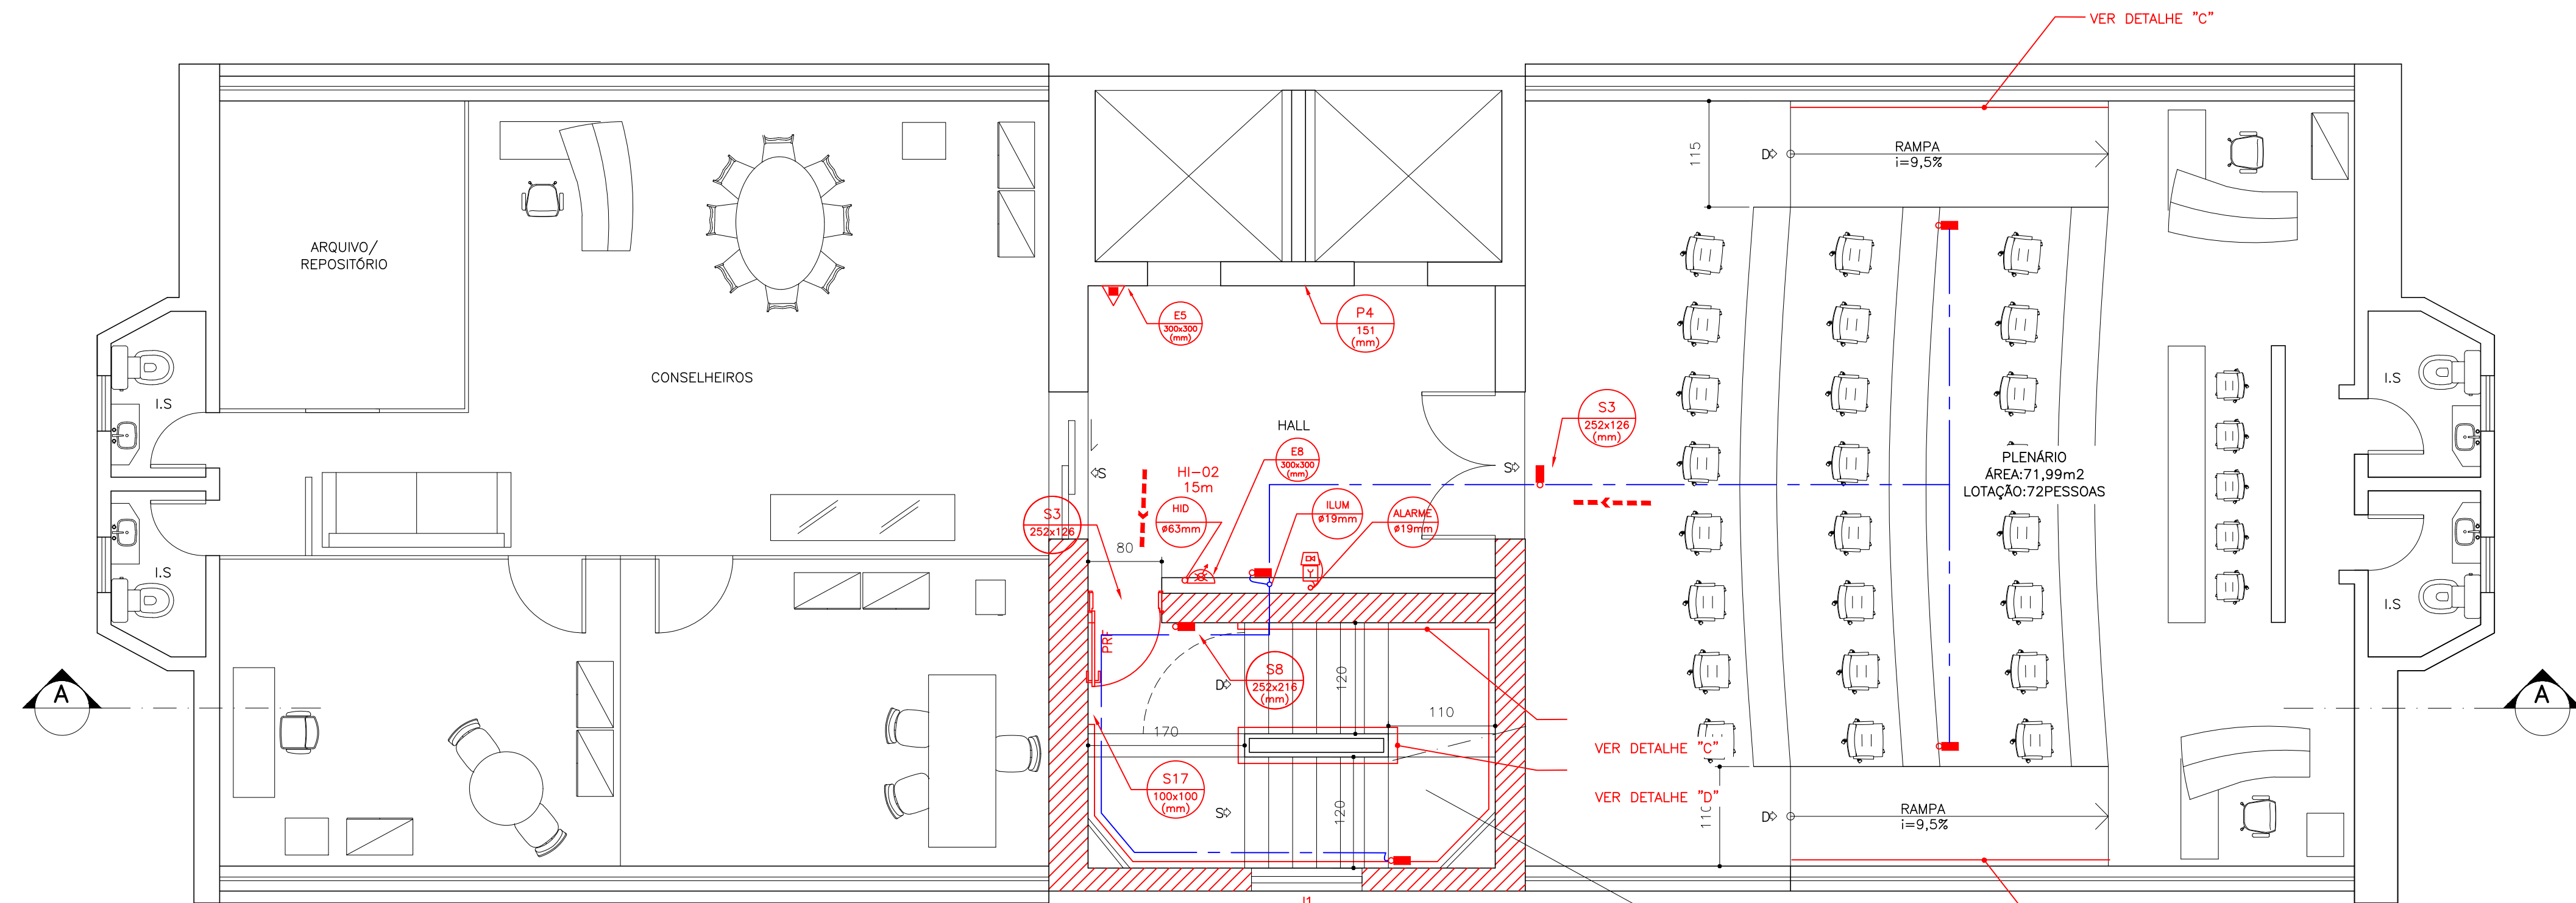 VER DETALHE "C"
115
D
RAMPA
i=9,5%
ARQUIVO/
REPOSITÓRIO
E5
300x300
(mm)
P4
151
(mm)
CONSELHEIROS
I.S
I.S
S3
252x126
(mm)
HALL
E8
300x300
(mm)
S
S
HI-02
15m
PLENÁRIO
ÁREA:71,99m2
LOTAÇÃO:72PESSOAS
S3
252x126
HID
ø63mm
ILUM
ø19mm
ALARME
ø19mm
80
I.S
I.S
PRF
S8
252x216
(mm)
D
120
A
A
110
170
VER DETALHE "C"
S17
100x100
(mm)
VER DETALHE "D"
S
120
110
D
RAMPA
i=9,5%
J1